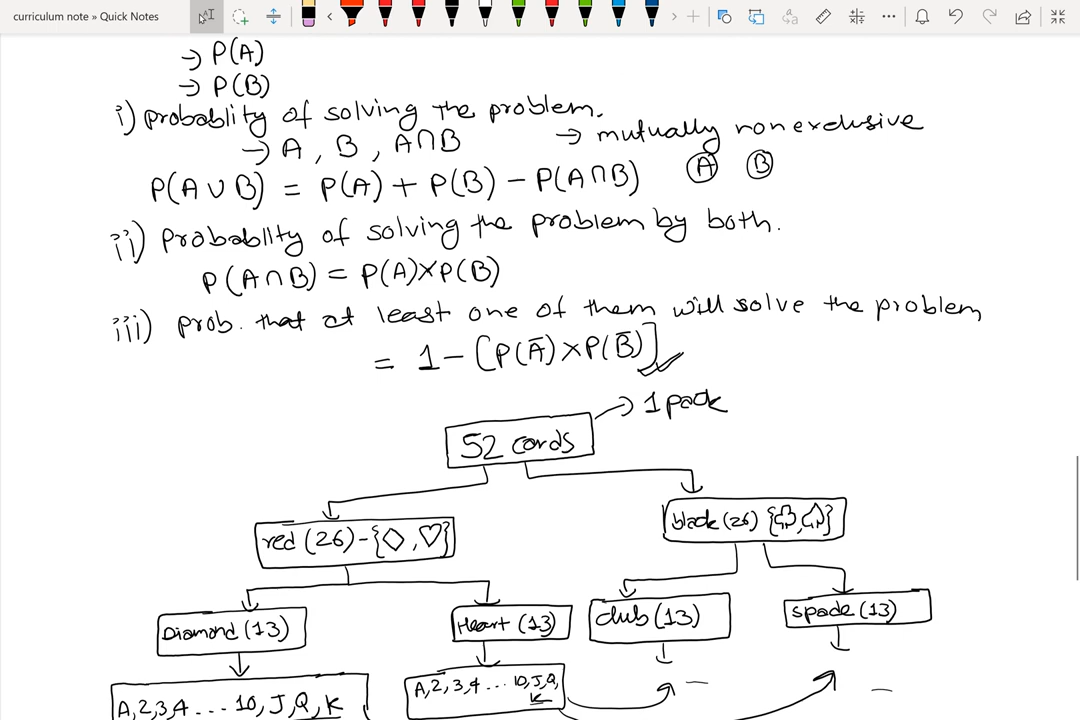 curriculum note » Quick Notes
→ P(A)
→ P(B)
i) probablity of solving the problem.
→ A, B, A∩B → mutually non exclusive
P(A∪B) = P(A) + P(B) - P(A∩B) A B
ii) Probablity of solving the problem by both.
P(A∩B) = P(A)×P(B)
iii) prob. that at least one of them will solve the problem
= 1 - [P(Ā)×P(B̄)]
→ 1 pack
52 cards
red (26) - {◇, ♡}
black (26) {♧, ♤}
Diamond (13)
Heart (13)
club (13)
spade (13)
A, 2, 3, 4 ... 10, J, Q, K
A, 2, 3, 4 ... 10, J, Q, K